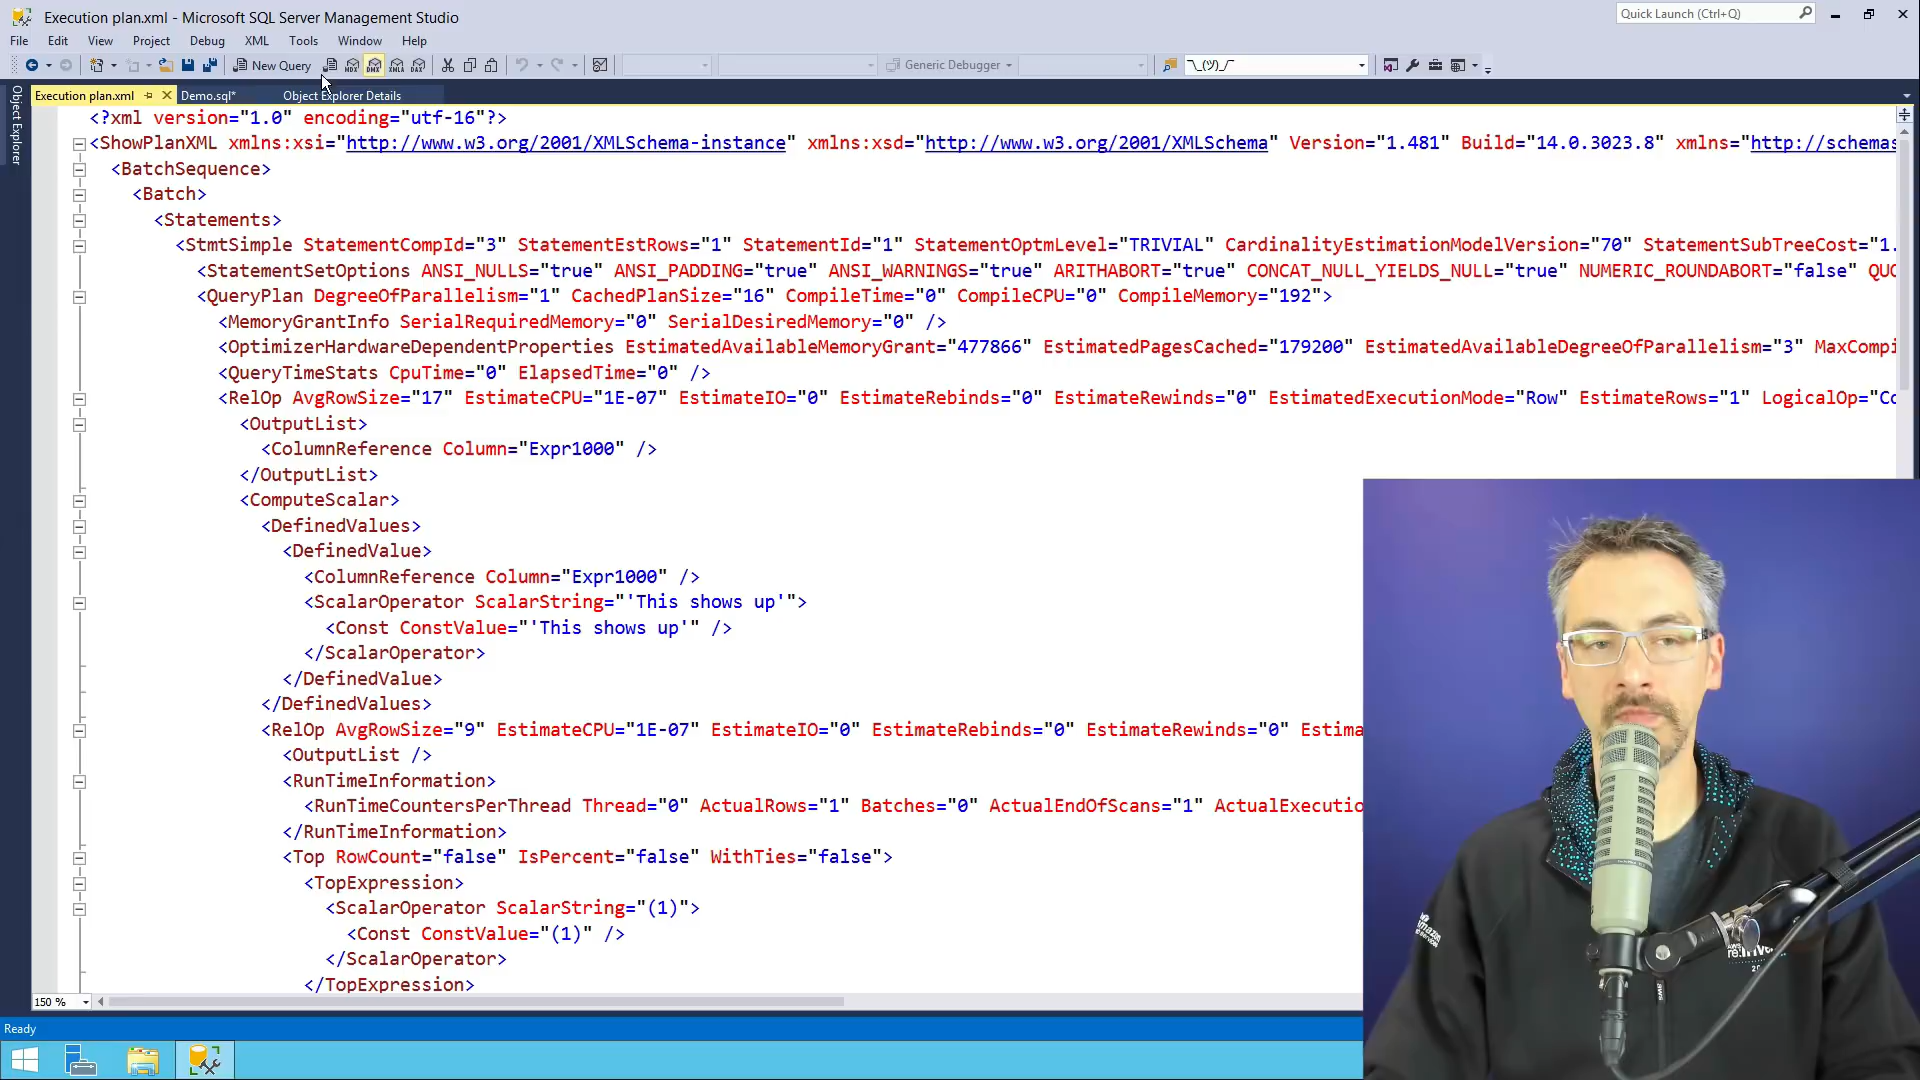 Execution plan.xml - Microsoft SQL Server Management Studio
Quick Launch (Ctrl+Q)
File Edit View Project Debug XML Tools Window Help
New Query MDX DMX XMLA DAX Generic Debugger ¯\_(ツ)_/¯
Execution plan.xml Demo.sql* Object Explorer Details
Object Explorer
<?xml version="1.0" encoding="utf-16"?>
<ShowPlanXML xmlns:xsi="http://www.w3.org/2001/XMLSchema-instance" xmlns:xsd="http://www.w3.org/2001/XMLSchema" Version="1.481" Build="14.0.3023.8" xmlns="http://schemas
<BatchSequence>
<Batch>
<Statements>
<StmtSimple StatementCompId="3" StatementEstRows="1" StatementId="1" StatementOptmLevel="TRIVIAL" CardinalityEstimationModelVersion="70" StatementSubTreeCost="1.
<StatementSetOptions ANSI_NULLS="true" ANSI_PADDING="true" ANSI_WARNINGS="true" ARITHABORT="true" CONCAT_NULL_YIELDS_NULL="true" NUMERIC_ROUNDABORT="false" QUO
<QueryPlan DegreeOfParallelism="1" CachedPlanSize="16" CompileTime="0" CompileCPU="0" CompileMemory="192">
<MemoryGrantInfo SerialRequiredMemory="0" SerialDesiredMemory="0" />
<OptimizerHardwareDependentProperties EstimatedAvailableMemoryGrant="477866" EstimatedPagesCached="179200" EstimatedAvailableDegreeOfParallelism="3" MaxCompi
<QueryTimeStats CpuTime="0" ElapsedTime="0" />
<RelOp AvgRowSize="17" EstimateCPU="1E-07" EstimateIO="0" EstimateRebinds="0" EstimateRewinds="0" EstimatedExecutionMode="Row" EstimateRows="1" LogicalOp="Co
<OutputList>
<ColumnReference Column="Expr1000" />
</OutputList>
<ComputeScalar>
<DefinedValues>
<DefinedValue>
<ColumnReference Column="Expr1000" />
<ScalarOperator ScalarString="'This shows up'">
<Const ConstValue="'This shows up'" />
</ScalarOperator>
</DefinedValue>
</DefinedValues>
<RelOp AvgRowSize="9" EstimateCPU="1E-07" EstimateIO="0" EstimateRebinds="0" EstimateRewinds="0" Estima
<OutputList />
<RunTimeInformation>
<RunTimeCountersPerThread Thread="0" ActualRows="1" Batches="0" ActualEndOfScans="1" ActualExecutio
</RunTimeInformation>
<Top RowCount="false" IsPercent="false" WithTies="false">
<TopExpression>
<ScalarOperator ScalarString="(1)">
<Const ConstValue="(1)" />
</ScalarOperator>
</TopExpression>
150 %
Ready